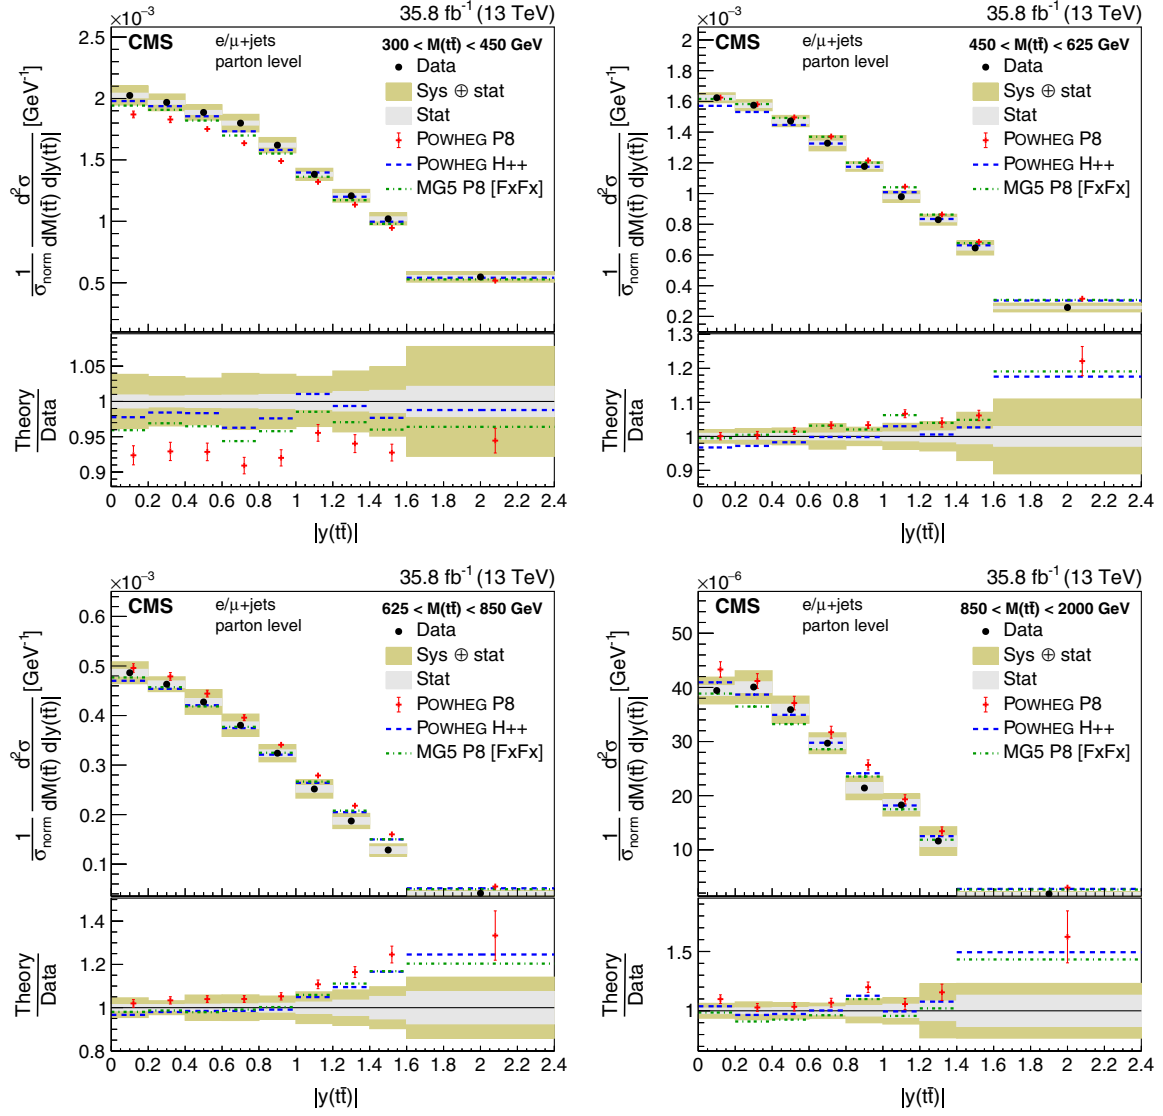 ×10⁻³ 35.8 fb⁻¹ (13 TeV)
CMS e/μ+jets 300 < M(tt̄) < 450 GeV
parton level Data
Sys ⊕ stat
Stat
POWHEG P8
POWHEG H++
MG5 P8 [FxFx]
1/σnorm d²σ/dM(tt̄) d|y(tt̄)| [GeV⁻¹]
2.5
2
1.5
1
0.5
Theory/Data
1.05
1
0.95
0.9
0 0.2 0.4 0.6 0.8 1 1.2 1.4 1.6 1.8 2 2.2 2.4
|y(tt̄)|
×10⁻³ 35.8 fb⁻¹ (13 TeV)
CMS e/μ+jets 450 < M(tt̄) < 625 GeV
parton level Data
Sys ⊕ stat
Stat
POWHEG P8
POWHEG H++
MG5 P8 [FxFx]
1/σnorm d²σ/dM(tt̄) d|y(tt̄)| [GeV⁻¹]
2
1.8
1.6
1.4
1.2
1
0.8
0.6
0.4
0.2
Theory/Data
1.3
1.2
1.1
1
0.9
0 0.2 0.4 0.6 0.8 1 1.2 1.4 1.6 1.8 2 2.2 2.4
|y(tt̄)|
×10⁻³ 35.8 fb⁻¹ (13 TeV)
CMS e/μ+jets 625 < M(tt̄) < 850 GeV
parton level Data
Sys ⊕ stat
Stat
POWHEG P8
POWHEG H++
MG5 P8 [FxFx]
1/σnorm d²σ/dM(tt̄) d|y(tt̄)| [GeV⁻¹]
0.6
0.5
0.4
0.3
0.2
0.1
Theory/Data
1.4
1.2
1
0.8
0 0.2 0.4 0.6 0.8 1 1.2 1.4 1.6 1.8 2 2.2 2.4
|y(tt̄)|
×10⁻⁶ 35.8 fb⁻¹ (13 TeV)
CMS e/μ+jets 850 < M(tt̄) < 2000 GeV
parton level Data
Sys ⊕ stat
Stat
POWHEG P8
POWHEG H++
MG5 P8 [FxFx]
1/σnorm d²σ/dM(tt̄) d|y(tt̄)| [GeV⁻¹]
50
40
30
20
10
Theory/Data
1.5
1
0 0.2 0.4 0.6 0.8 1 1.2 1.4 1.6 1.8 2 2.2 2.4
|y(tt̄)|